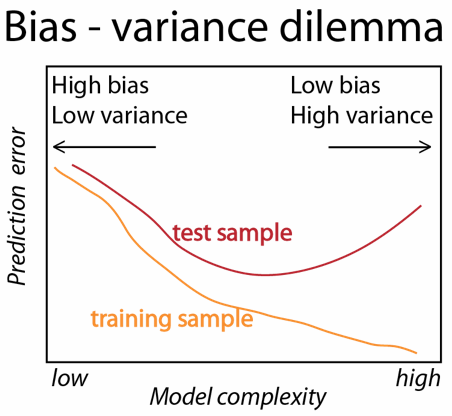 Bias - variance dilemma
High bias
Low variance
Low bias
High variance
Prediction error
test sample
training sample
low
high
Model complexity